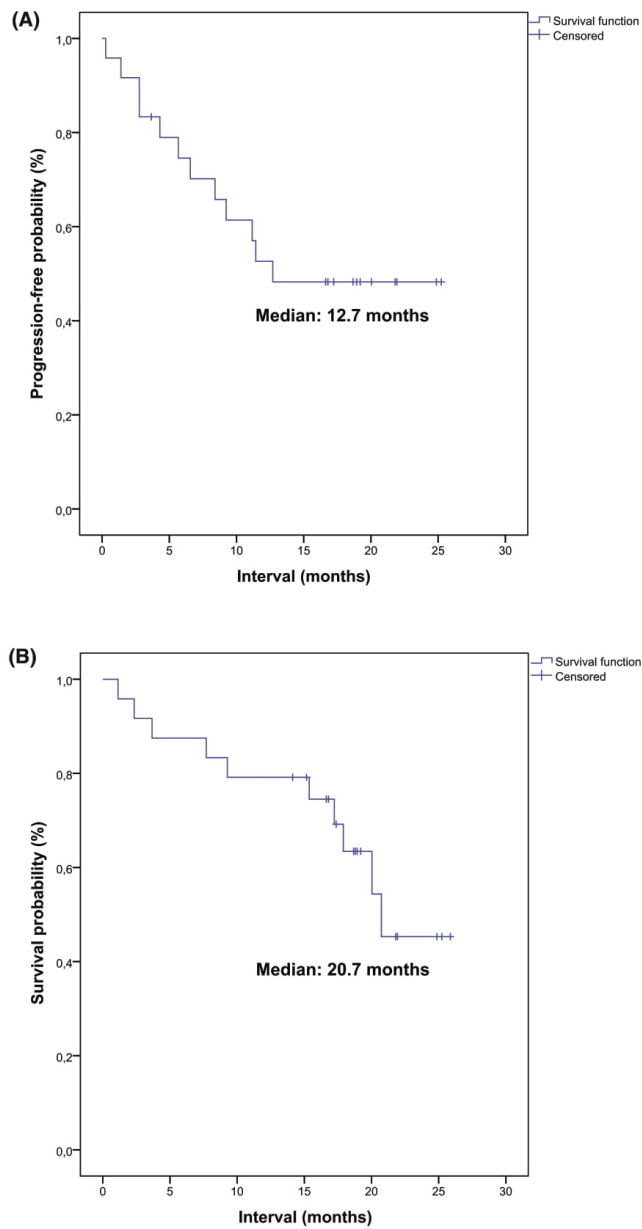 (A)
Survival function
Censored
1,0
0,8
0,6
0,4
0,2
0,0
Progression-free probability (%)
Median: 12.7 months
0 5 10 15 20 25 30
Interval (months)
(B)
Survival function
Censored
1,0
0,8
0,6
0,4
0,2
0,0
Survival probability (%)
Median: 20.7 months
0 5 10 15 20 25 30
Interval (months)